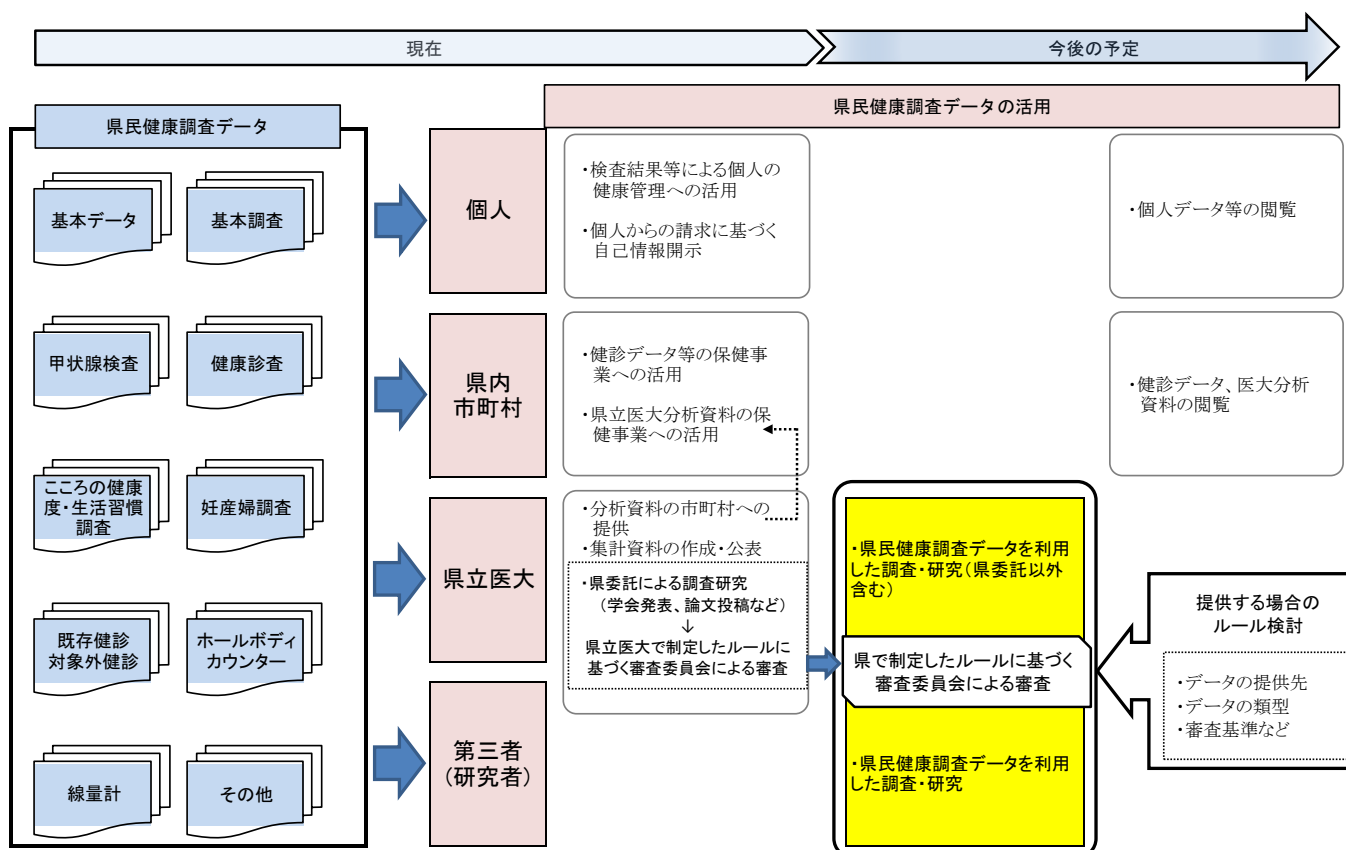 現在
今後の予定
県民健康調査データ
県民健康調査データの活用
基本データ
基本調査
甲状腺検査
健康診査
こころの健康
度・生活習慣
調査
妊産婦調査
既存健診
対象外健診
ホールボディ
カウンター
線量計
その他
個人
・検査結果等による個人の
健康管理への活用
・個人からの請求に基づく
自己情報開示
・個人データ等の閲覧
県内
市町村
・健診データ等の保健事
業への活用
・県立医大分析資料の保
健事業への活用
・健診データ、医大分析
資料の閲覧
県立医大
・分析資料の市町村への
提供
・集計資料の作成・公表
・県委託による調査研究
（学会発表、論文投稿など）
↓
県立医大で制定したルールに
基づく審査委員会による審査
・県民健康調査データを利用
した調査・研究（県委託以外
含む）
県で制定したルールに基づく
審査委員会による審査
提供する場合の
ルール検討
・データの提供先
・データの類型
・審査基準など
第三者
（研究者）
・県民健康調査データを利用
した調査・研究